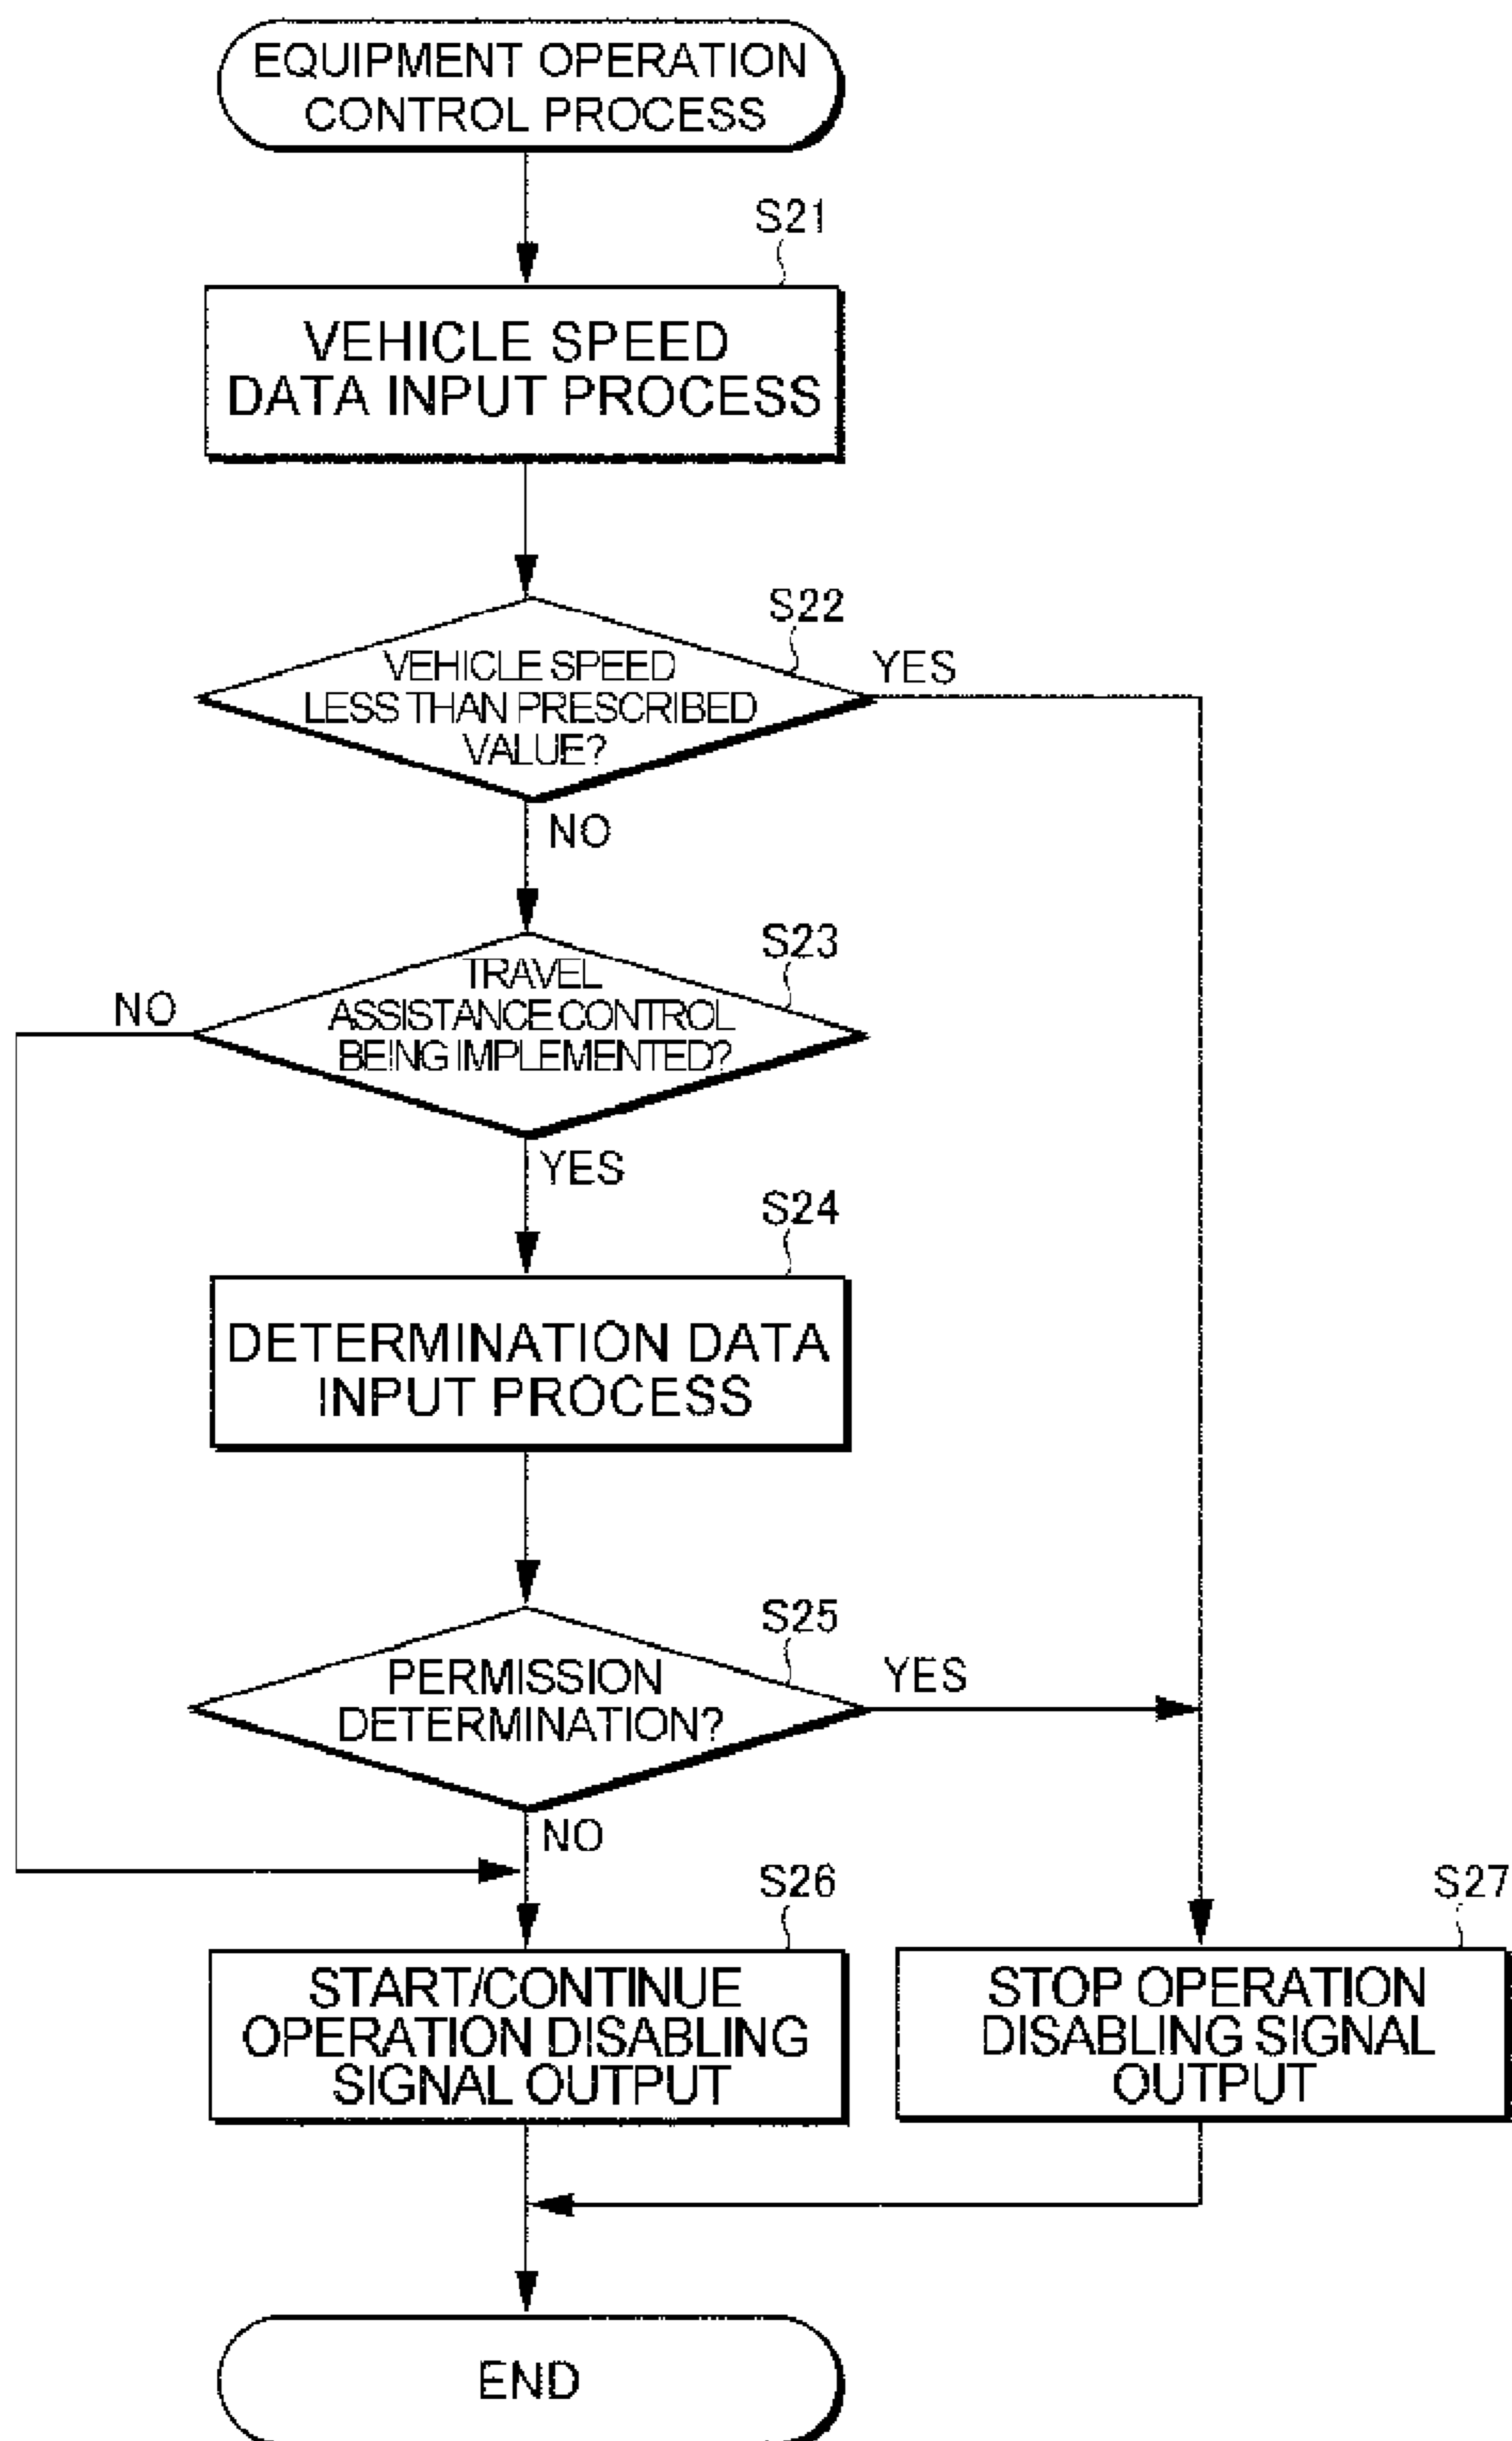 EQUIPMENT OPERATION
CONTROL PROCESS
S21
VEHICLE SPEED
DATA INPUT PROCESS
S22
VEHICLE SPEED
LESS THAN PRESCRIBED
VALUE?
YES
NO
S23
TRAVEL
ASSISTANCE CONTROL
BEING IMPLEMENTED?
NO
YES
S24
DETERMINATION DATA
INPUT PROCESS
S25
PERMISSION
DETERMINATION?
YES
NO
S26
START/CONTINUE
OPERATION DISABLING
SIGNAL OUTPUT
S27
STOP OPERATION
DISABLING SIGNAL
OUTPUT
END